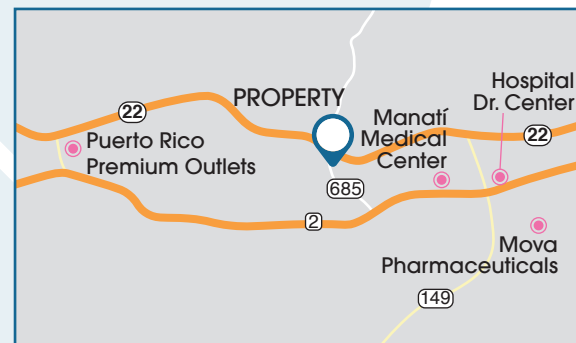 Hospital
Dr. Center
PROPERTY
22
Manatí
Medical
Center
22
Puerto Rico
Premium Outlets
685
2
Mova
Pharmaceuticals
149